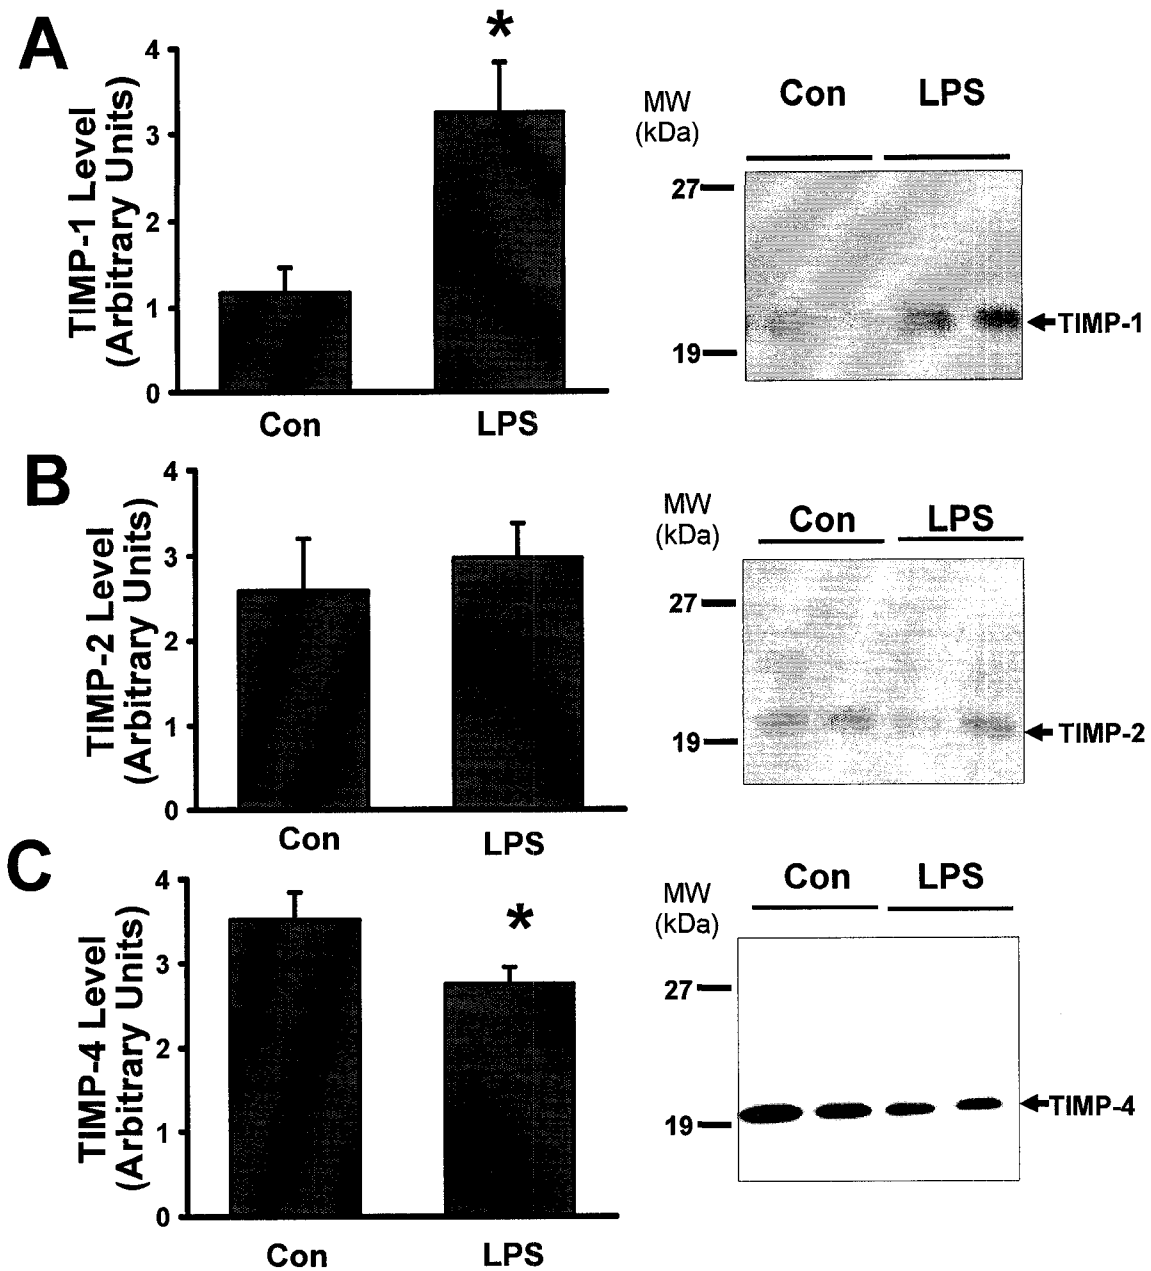 A
TIMP-1 Level
(Arbitrary Units)
4
3
2
1
0
*
Con
LPS
MW
(kDa)
Con
LPS
27
19
TIMP-1
B
TIMP-2 Level
(Arbitrary Units)
4
3
2
1
0
Con
LPS
MW
(kDa)
Con
LPS
27
19
TIMP-2
C
TIMP-4 Level
(Arbitrary Units)
4
3
2
1
0
*
Con
LPS
MW
(kDa)
Con
LPS
27
19
TIMP-4